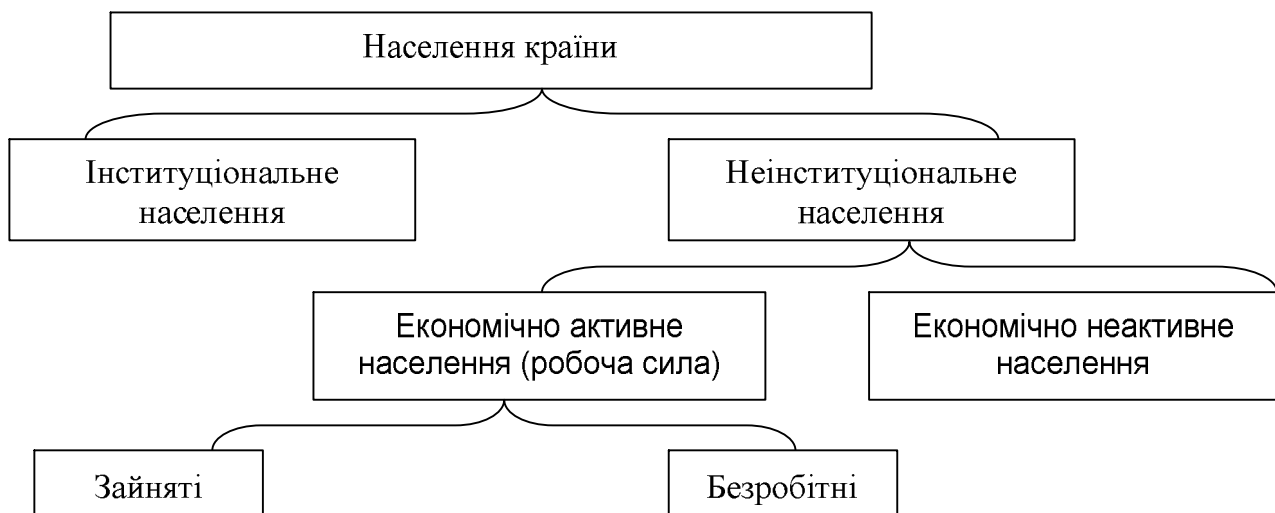 Населення країни
Інституціональне
населення
Неінституціональне
населення
Економічно активне
населення (робоча сила)
Економічно неактивне
населення
Зайняті
Безробітні